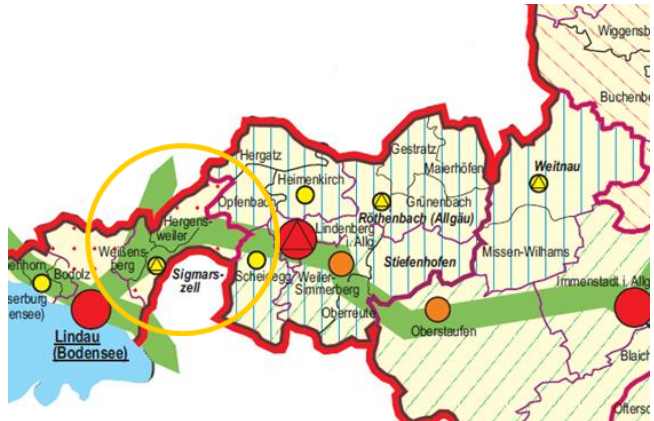 Wiggensb
Buchenbe
Gestratz
Hergatz
Maierhöfen
Weitnau
Heimenkirch
Opfenbach
Grünenbach
Röthenbach (Allgäu)
Hergens-
weiler
Lindenberg
i. Allg.
Weißens-
berg
Missen-Wilhams
Stiefenhofen
Scheidegg
Bodolz
Sigmars-
zell
Weiler-
Simmerberg
Immenstadt i. Allg
Oberreute
Oberstaufen
Lindau
(Bodensee)
Blaich
Oftersc